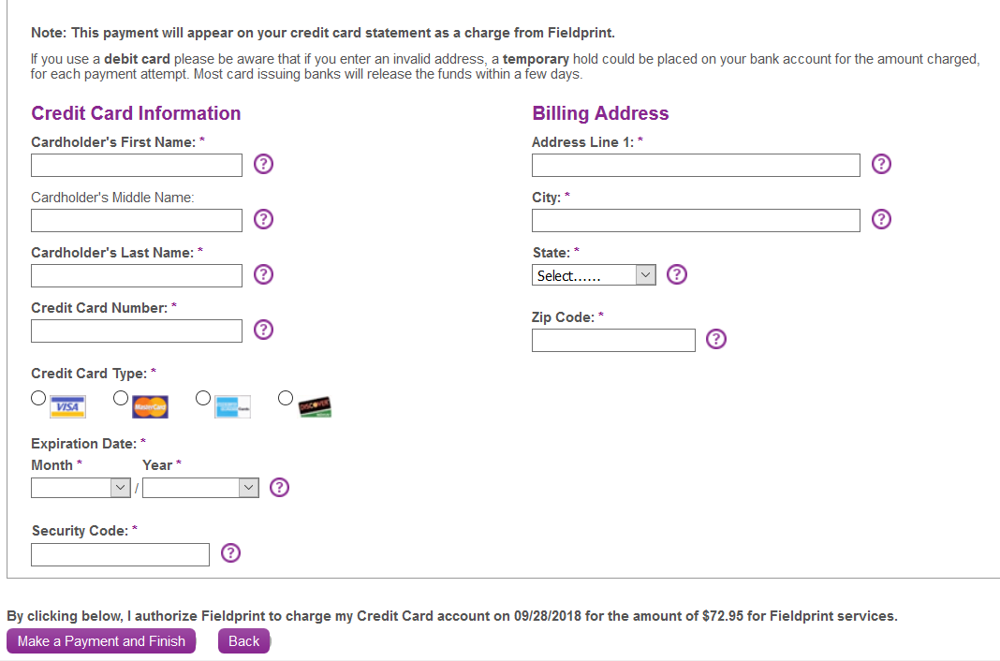 Note: This payment will appear on your credit card statement as a charge from Fieldprint.
If you use a debit card please be aware that if you enter an invalid address, a temporary hold could be placed on your bank account for the amount charged,
for each payment attempt. Most card issuing banks will release the funds within a few days.
Credit Card Information
Cardholder's First Name: *
?
Cardholder's Middle Name:
?
Cardholder's Last Name: *
?
Credit Card Number: *
?
Credit Card Type: *
VISA MasterCard DISCOVER
Expiration Date: *
Month * Year *
/ ?
Security Code: *
?
Billing Address
Address Line 1: *
?
City: *
?
State: *
Select...... ?
Zip Code: *
?
By clicking below, I authorize Fieldprint to charge my Credit Card account on 09/28/2018 for the amount of $72.95 for Fieldprint services.
Make a Payment and Finish Back